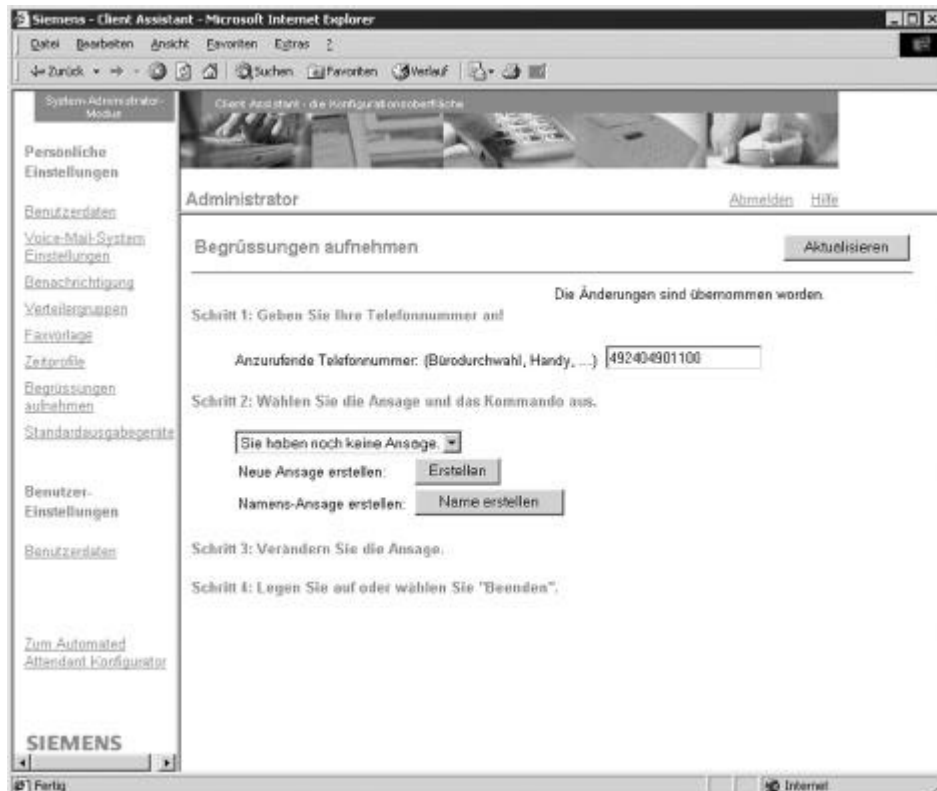 Siemens - Client Assistant - Microsoft Internet Explorer
Datei Bearbeiten Ansicht Favoriten Extras ?
Zurück Suchen Favoriten Verlauf
System-Administrator-
Modus
Client Assistant - die Konfigurationsoberfläche
Persönliche
Einstellungen
Administrator
Abmelden Hilfe
Benutzerdaten
Voice-Mail-System
Einstellungen
Benachrichtigung
Verteilergruppen
Faxvorlage
Zeitprofile
Begrüssungen
aufnehmen
Standardausgabegeräte
Benutzer-
Einstellungen
Benutzerdaten
Zum Automated
Attendant Konfigurator
SIEMENS
Begrüssungen aufnehmen
Aktualisieren
Die Änderungen sind übernommen worden.
Schritt 1: Geben Sie Ihre Telefonnummer an!
Anzurufende Telefonnummer: (Bürodurchwahl, Handy, ...) 492404901100
Schritt 2: Wählen Sie die Ansage und das Kommando aus.
Sie haben noch keine Ansage.
Neue Ansage erstellen: Erstellen
Namens-Ansage erstellen: Name erstellen
Schritt 3: Verändern Sie die Ansage.
Schritt 4: Legen Sie auf oder wählen Sie "Beenden".
Fertig
Internet